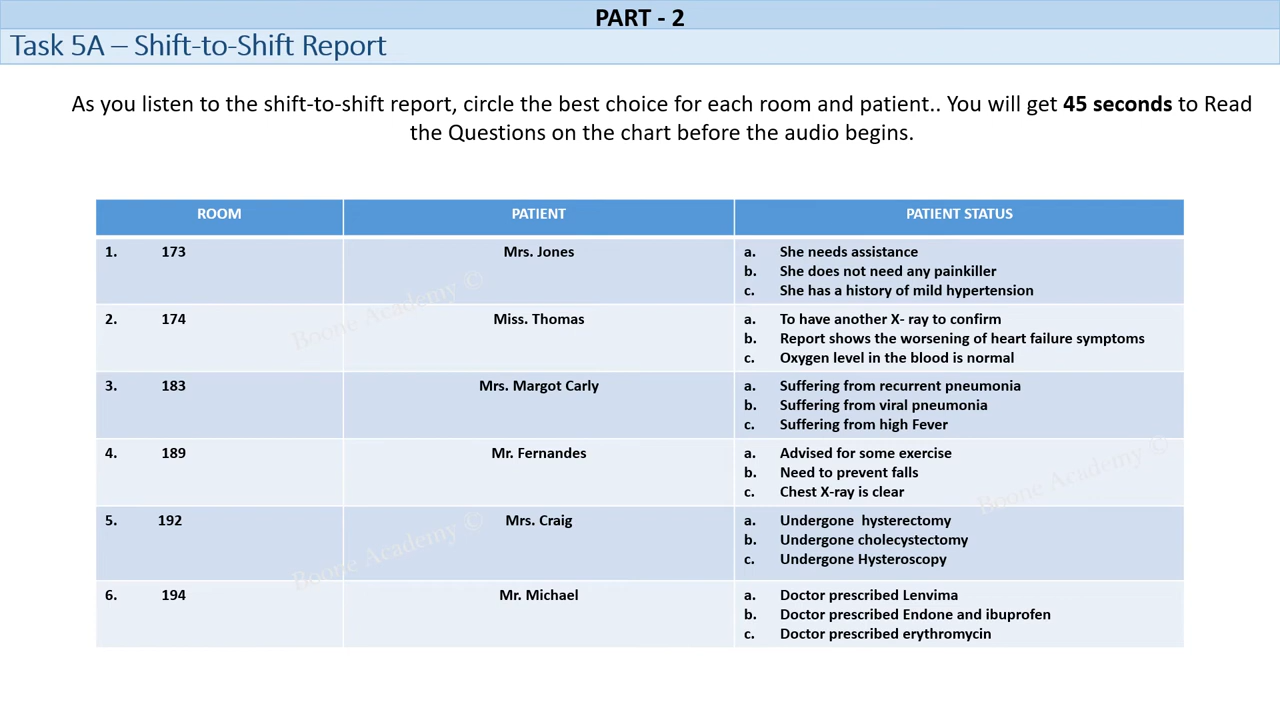 PART - 2
Task 5A – Shift-to-Shift Report
As you listen to the shift-to-shift report, circle the best choice for each room and patient.. You will get 45 seconds to Read
the Questions on the chart before the audio begins.
ROOM PATIENT PATIENT STATUS
1. 173 Mrs. Jones a. She needs assistance
b. She does not need any painkiller
c. She has a history of mild hypertension
2. 174 Miss. Thomas a. To have another X- ray to confirm
b. Report shows the worsening of heart failure symptoms
c. Oxygen level in the blood is normal
3. 183 Mrs. Margot Carly a. Suffering from recurrent pneumonia
b. Suffering from viral pneumonia
c. Suffering from high Fever
4. 189 Mr. Fernandes a. Advised for some exercise
b. Need to prevent falls
c. Chest X-ray is clear
5. 192 Mrs. Craig a. Undergone hysterectomy
b. Undergone cholecystectomy
c. Undergone Hysteroscopy
6. 194 Mr. Michael a. Doctor prescribed Lenvima
b. Doctor prescribed Endone and ibuprofen
c. Doctor prescribed erythromycin
Boone Academy ©
Boone Academy ©
Boone Academy ©